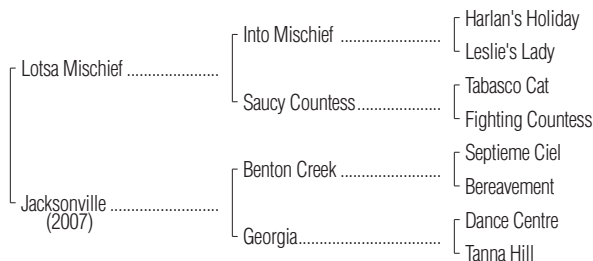 Harlan's Holiday
Into Mischief ....................
Leslie's Lady
Lotsa Mischief ...................
Tabasco Cat
Saucy Countess.................
Fighting Countess
Septieme Ciel
Benton Creek ....................
Bereavement
Jacksonville ......................
(2007)
Dance Centre
Georgia.............................
Tanna Hill